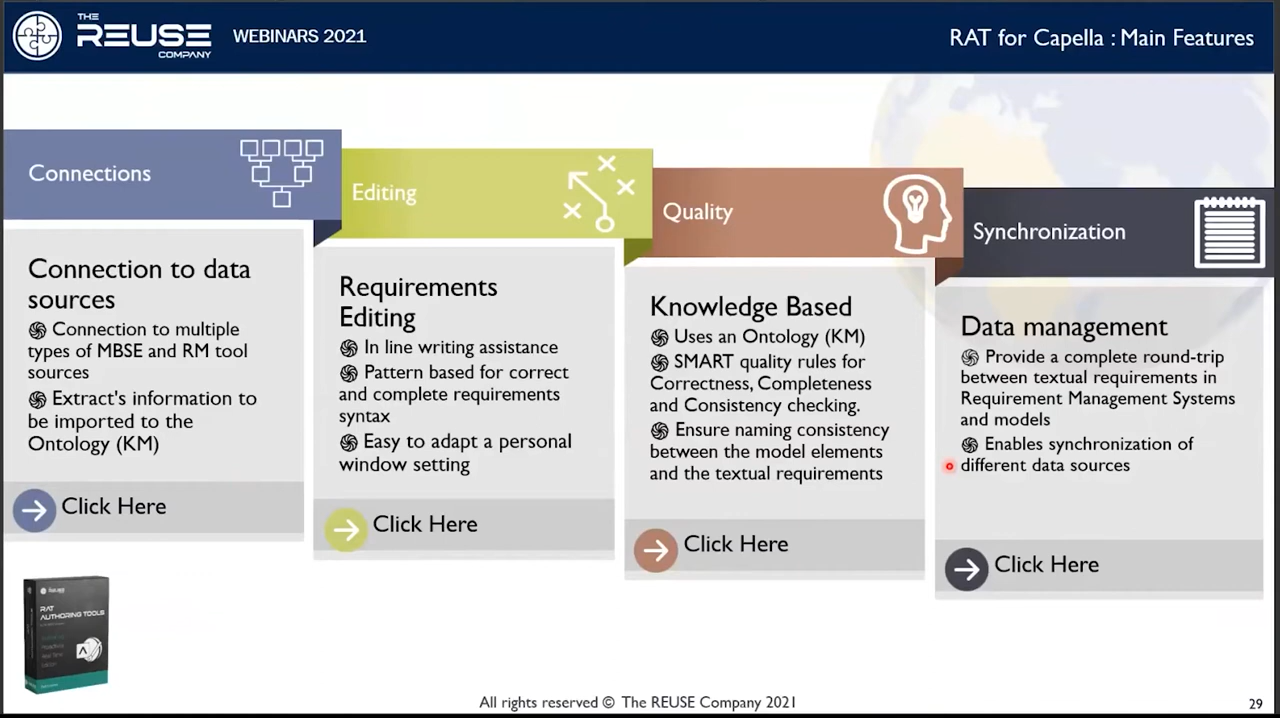 THE
REUSE
COMPANY
WEBINARS 2021
RAT for Capella : Main Features
Connections
Connection to data
sources
Connection to multiple
types of MBSE and RM tool
sources
Extract's information to
be imported to the
Ontology (KM)
Click Here
Editing
Requirements
Editing
In line writing assistance
Pattern based for correct
and complete requirements
syntax
Easy to adapt a personal
window setting
Click Here
Quality
Knowledge Based
Uses an Ontology (KM)
SMART quality rules for
Correctness, Completeness
and Consistency checking.
Ensure naming consistency
between the model elements
and the textual requirements
Click Here
Synchronization
Data management
Provide a complete round-trip
between textual requirements in
Requirement Management Systems
and models
Enables synchronization of
different data sources
Click Here
RAT
AUTHORING TOOLS
All rights reserved © The REUSE Company 2021
29